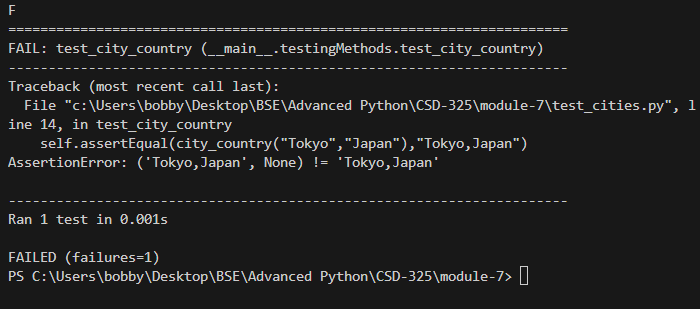 F
======================================================================
FAIL: test_city_country (__main__.testingMethods.test_city_country)
----------------------------------------------------------------------
Traceback (most recent call last):
  File "c:\Users\bobby\Desktop\BSE\Advanced Python\CSD-325\module-7\test_cities.py", l
ine 14, in test_city_country
    self.assertEqual(city_country("Tokyo","Japan"),"Tokyo,Japan")
AssertionError: ('Tokyo,Japan', None) != 'Tokyo,Japan'

----------------------------------------------------------------------
Ran 1 test in 0.001s

FAILED (failures=1)
PS C:\Users\bobby\Desktop\BSE\Advanced Python\CSD-325\module-7>